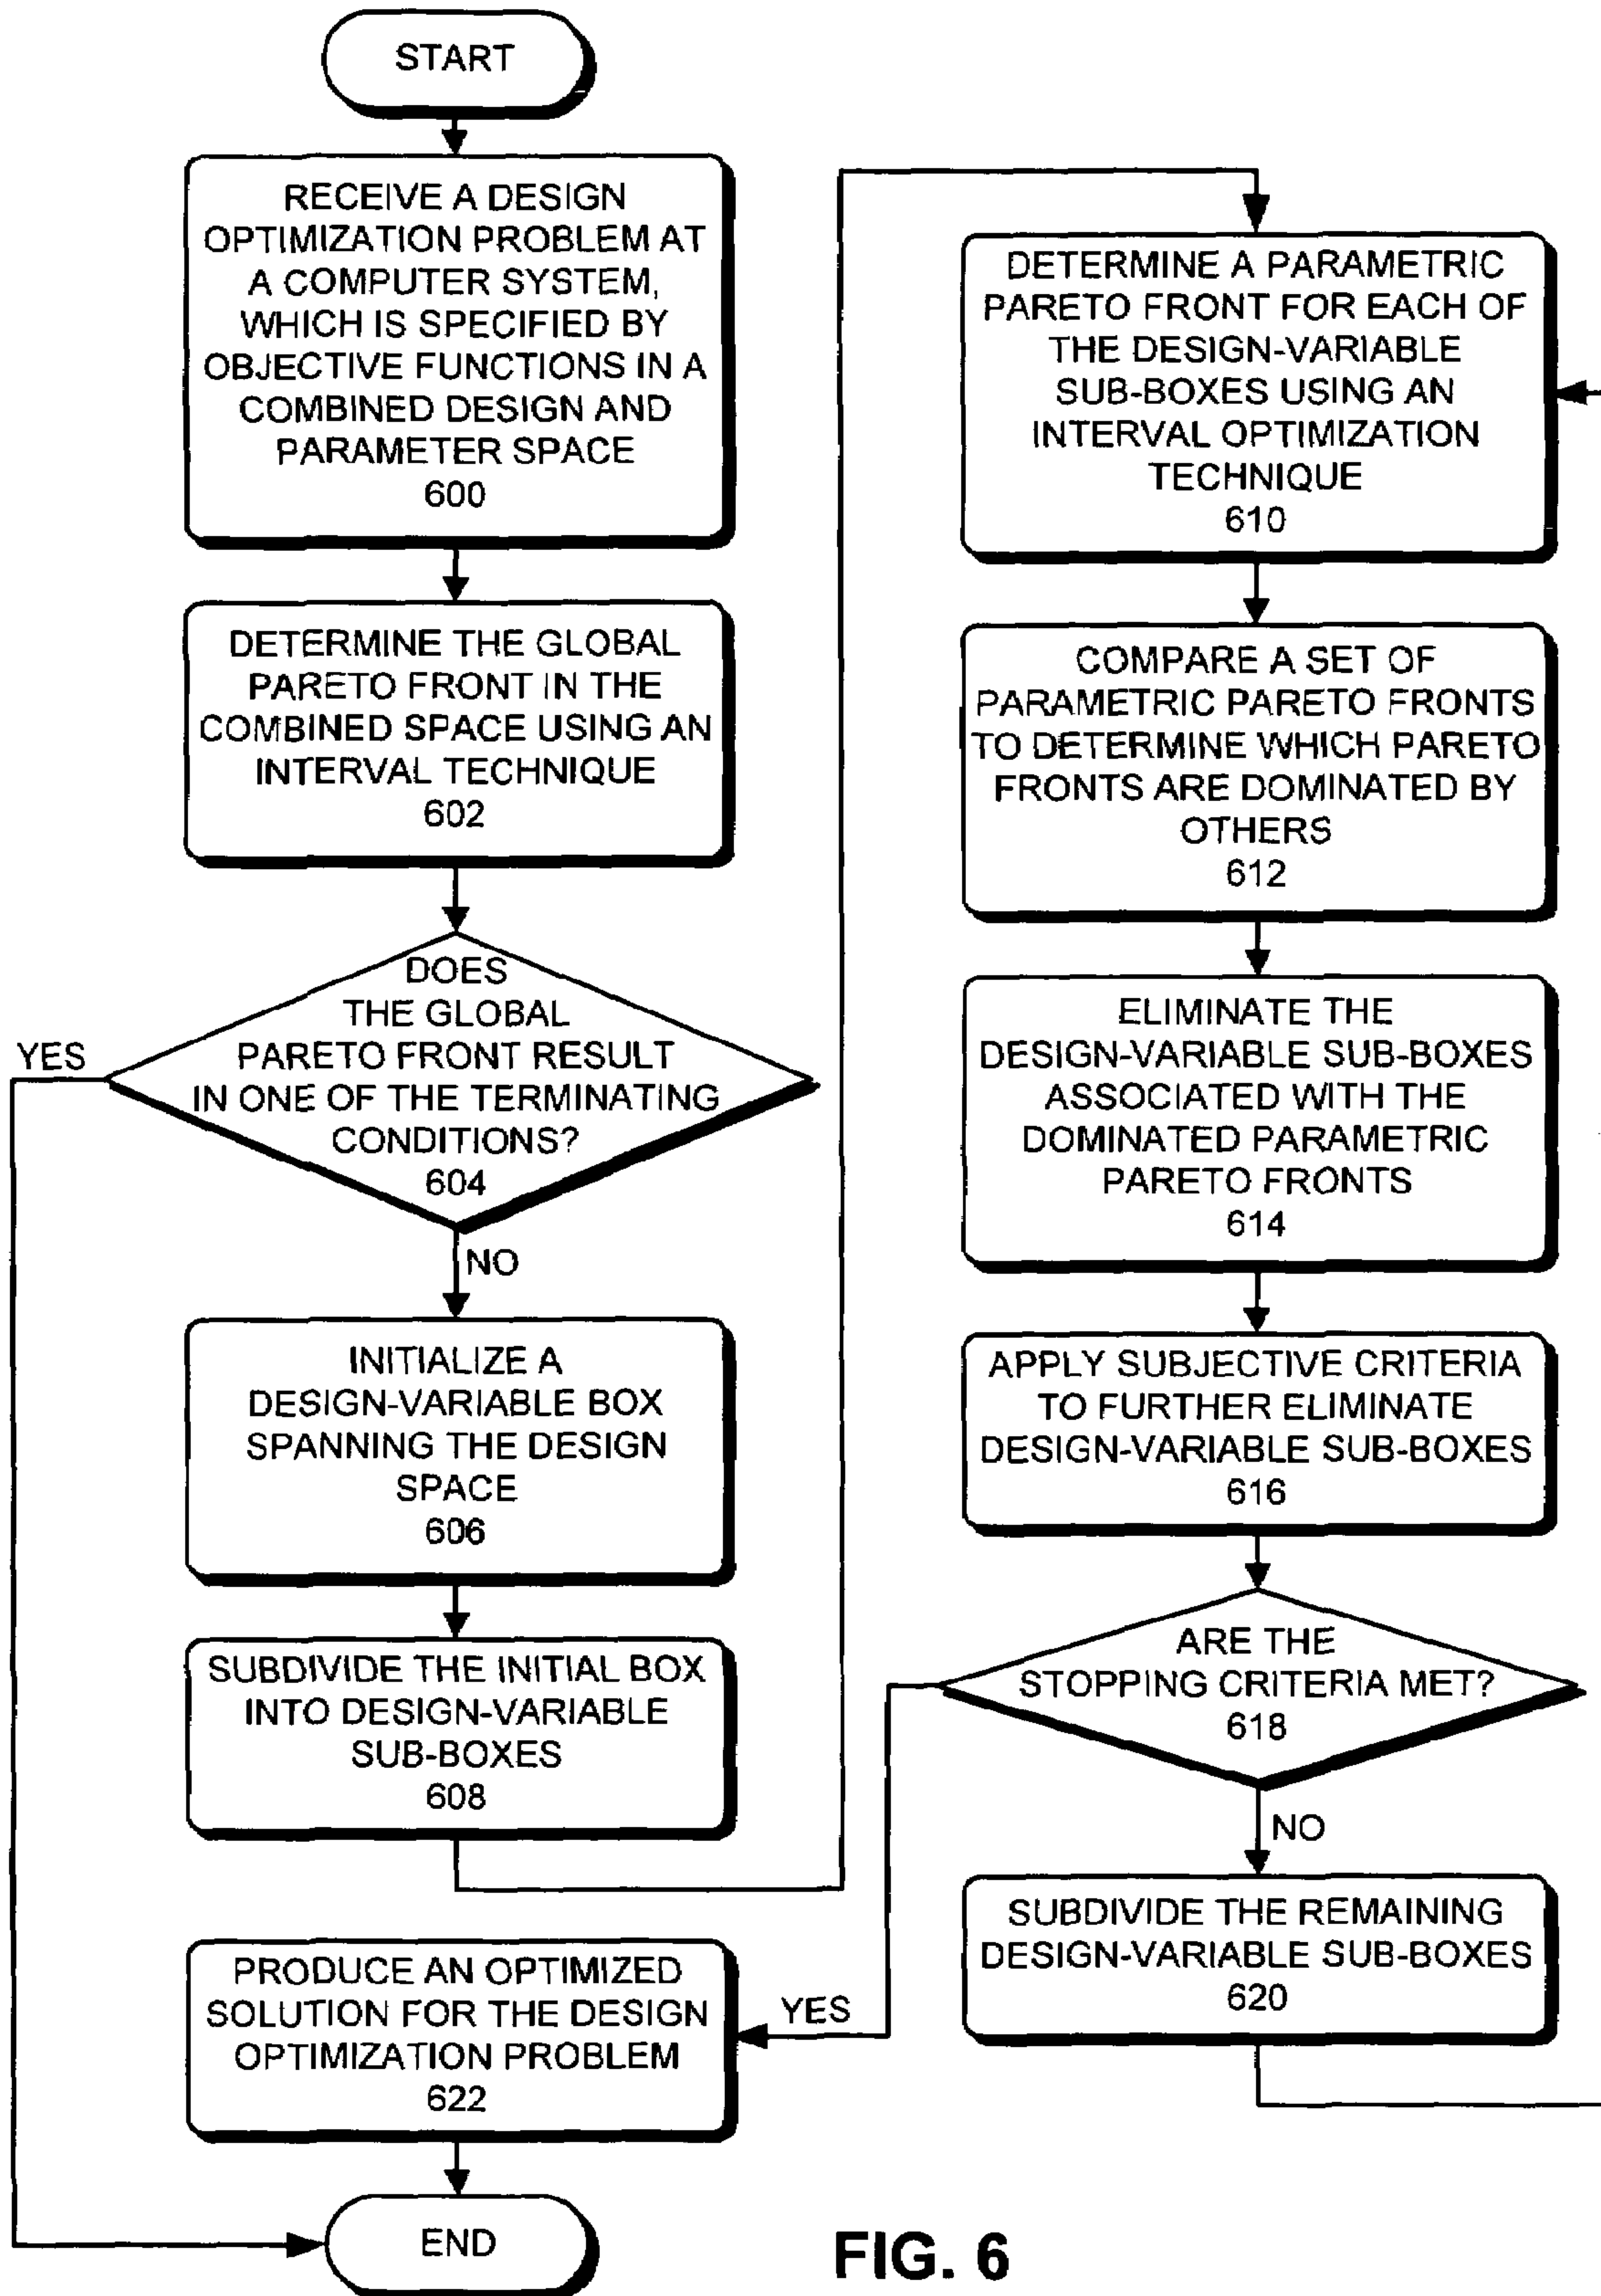 START
RECEIVE A DESIGN
OPTIMIZATION PROBLEM AT
A COMPUTER SYSTEM,
WHICH IS SPECIFIED BY
OBJECTIVE FUNCTIONS IN A
COMBINED DESIGN AND
PARAMETER SPACE
600
DETERMINE THE GLOBAL
PARETO FRONT IN THE
COMBINED SPACE USING AN
INTERVAL TECHNIQUE
602
DOES
THE GLOBAL
PARETO FRONT RESULT
IN ONE OF THE TERMINATING
CONDITIONS?
604
YES
NO
INITIALIZE A
DESIGN-VARIABLE BOX
SPANNING THE DESIGN
SPACE
606
SUBDIVIDE THE INITIAL BOX
INTO DESIGN-VARIABLE
SUB-BOXES
608
DETERMINE A PARAMETRIC
PARETO FRONT FOR EACH OF
THE DESIGN-VARIABLE
SUB-BOXES USING AN
INTERVAL OPTIMIZATION
TECHNIQUE
610
COMPARE A SET OF
PARAMETRIC PARETO FRONTS
TO DETERMINE WHICH PARETO
FRONTS ARE DOMINATED BY
OTHERS
612
ELIMINATE THE
DESIGN-VARIABLE SUB-BOXES
ASSOCIATED WITH THE
DOMINATED PARAMETRIC
PARETO FRONTS
614
APPLY SUBJECTIVE CRITERIA
TO FURTHER ELIMINATE
DESIGN-VARIABLE SUB-BOXES
616
ARE THE
STOPPING CRITERIA MET?
618
NO
SUBDIVIDE THE REMAINING
DESIGN-VARIABLE SUB-BOXES
620
YES
PRODUCE AN OPTIMIZED
SOLUTION FOR THE DESIGN
OPTIMIZATION PROBLEM
622
END
FIG. 6